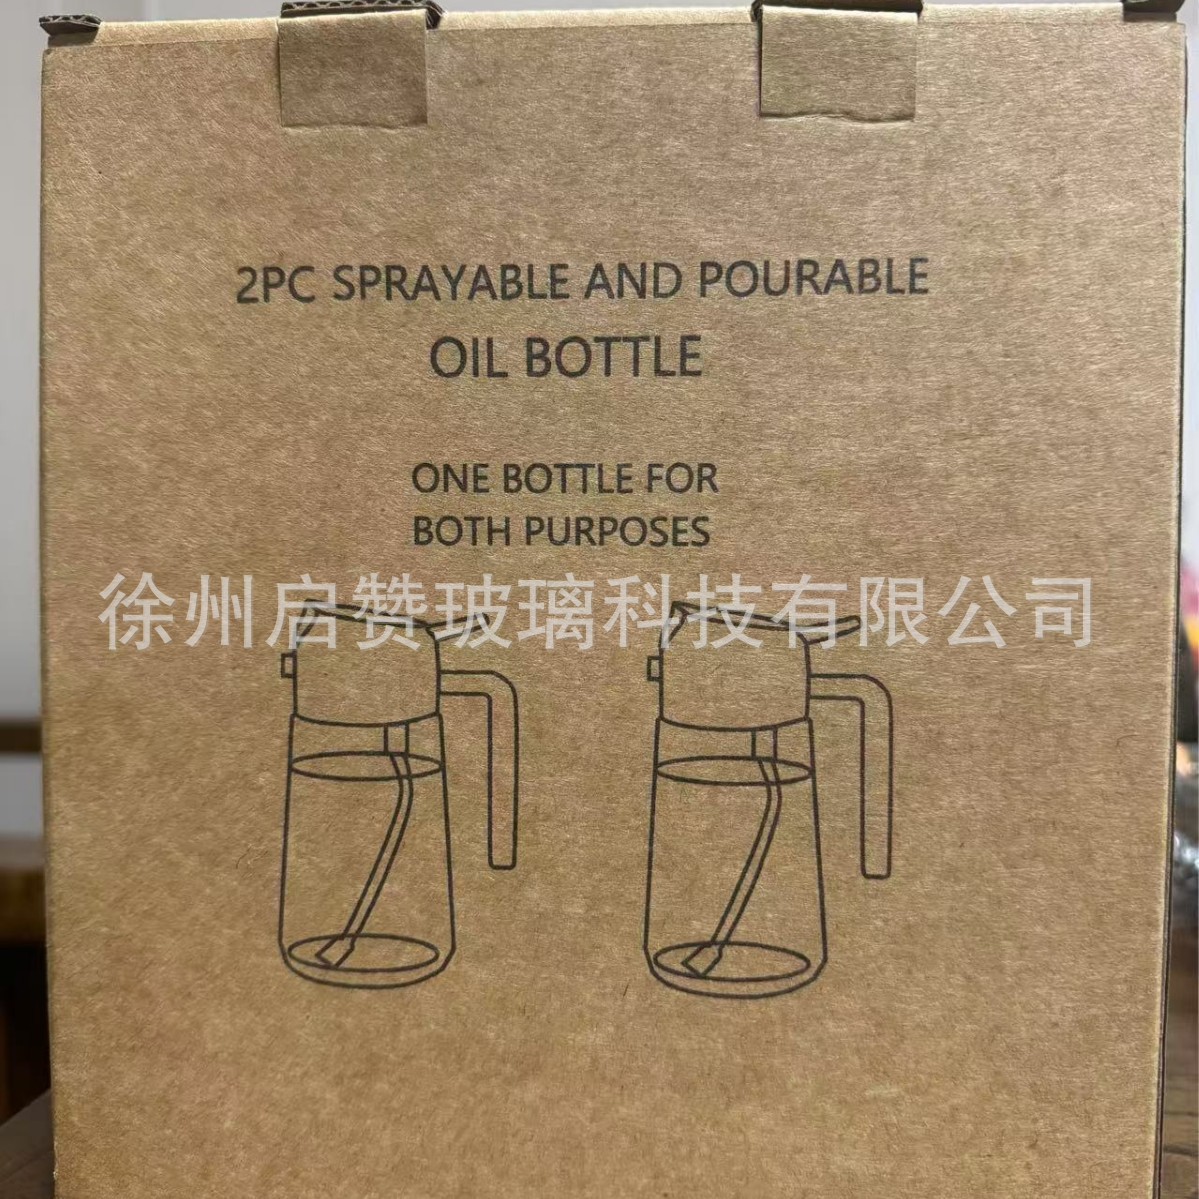 2PC SPRAYABLE AND POURABLE
OIL BOTTLE
ONE BOTTLE FOR
BOTH PURPOSES
徐州启赞玻璃科技有限公司